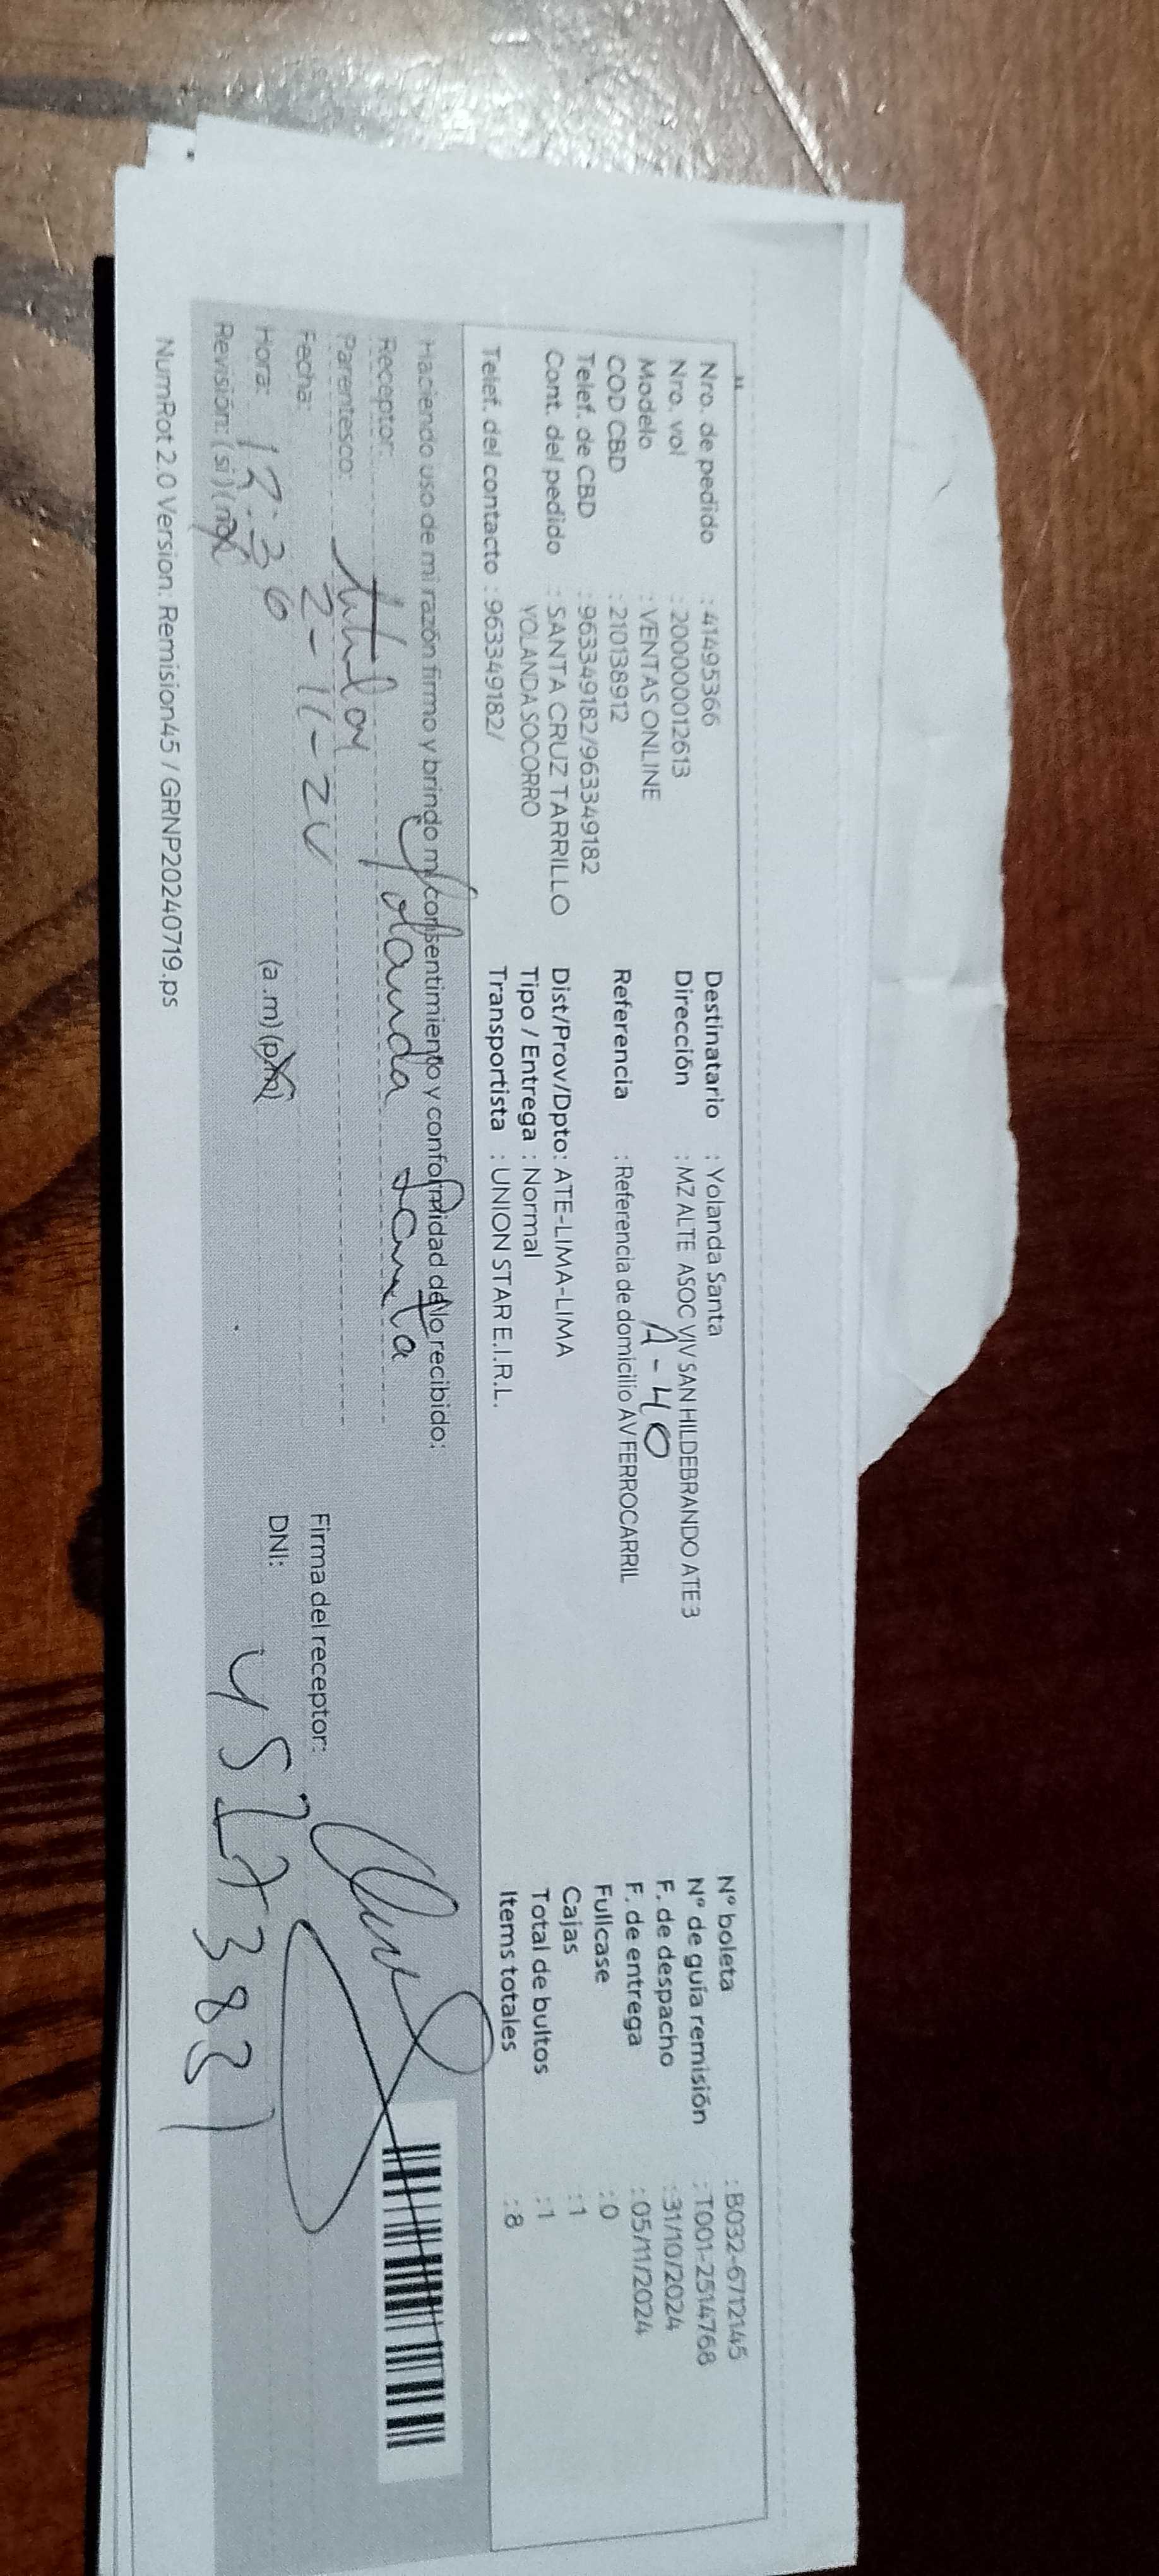 Nro. de pedido : 41495366
Nro. vol : 200000012613
Modelo : VENTAS ONLINE
COD CBD : 210138912
Telef. de CBD : 963349182/963349182
Cont. del pedido : SANTA CRUZ TARRILLO
YOLANDA SOCORRO
Telef. del contacto : 963349182/
Destinatario : Yolanda Santa
Dirección : MZ ALTE ASOC VIV SAN HILDEBRANDO ATE3
A-40
Referencia : Referencia de domicilio AV FERROCARRIL
Dist/Prov/Dpto: ATE-LIMA-LIMA
Tipo / Entrega : Normal
Transportista : UNION STAR E.I.R.L.
Nº boleta : B032-6712145
Nº de guía remisión : T001-2514768
F. de despacho : 31/10/2024
F. de entrega : 05/11/2024
Fullcase : 0
Cajas : 1
Total de bultos : 1
Items totales : 8
Haciendo uso de mi razón firmo y brindo mi consentimiento y conformidad de lo recibido:
Receptor: Yolanda Santa
Parentesco: titular
Fecha: 2-11-24
Hora: 12:36 (a.m) (p.m)
Revisión: (si) (no)
Firma del receptor:
DNI:
NumRot 2.0 Version: Remision45 / GRNP20240719.ps